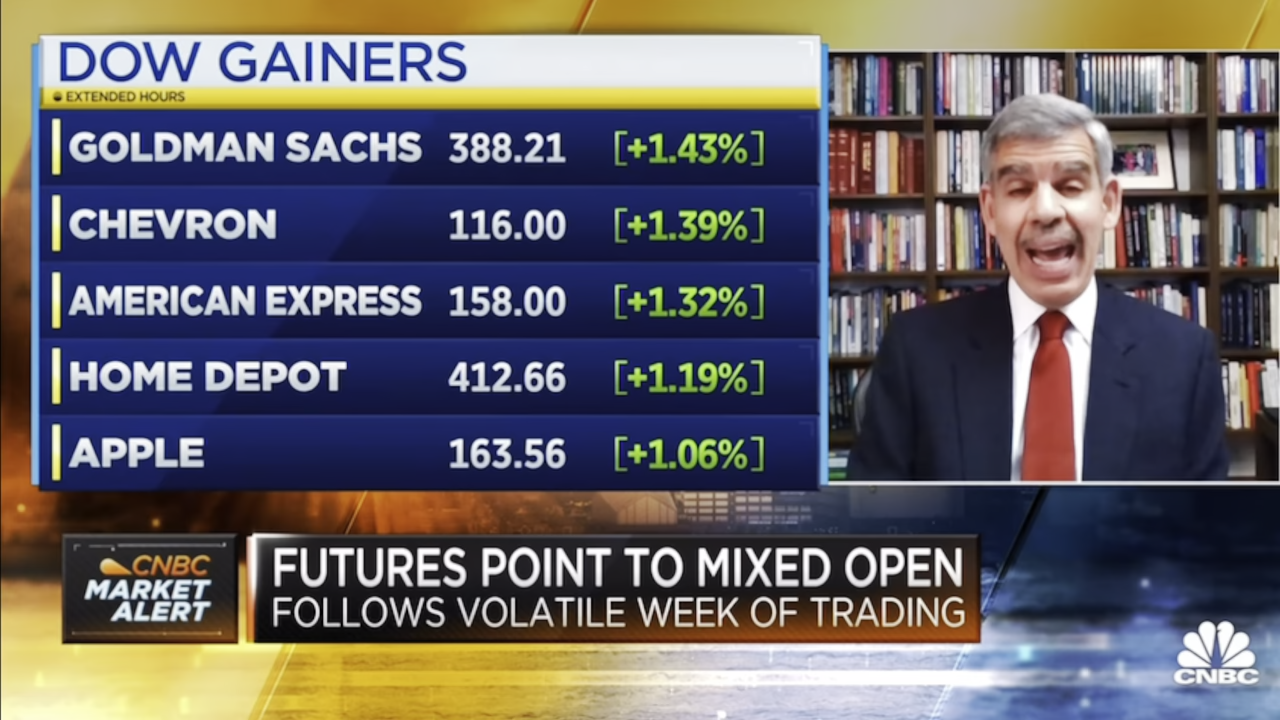 DOW GAINERS
EXTENDED HOURS
GOLDMAN SACHS 388.21 [+1.43%]
CHEVRON 116.00 [+1.39%]
AMERICAN EXPRESS 158.00 [+1.32%]
HOME DEPOT 412.66 [+1.19%]
APPLE 163.56 [+1.06%]
CNBC
MARKET
ALERT
FUTURES POINT TO MIXED OPEN
FOLLOWS VOLATILE WEEK OF TRADING
CNBC